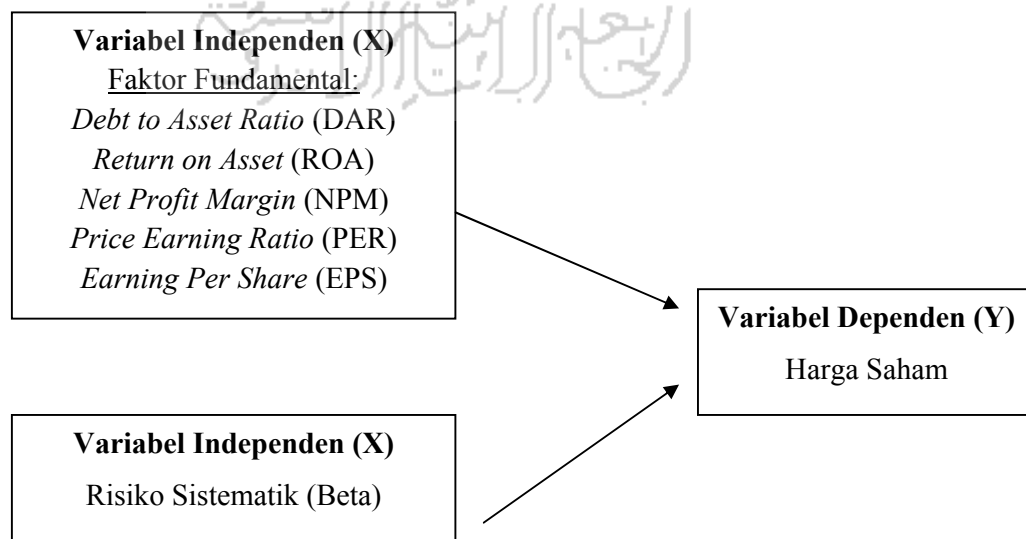 Variabel Independen (X)
Faktor Fundamental:
Debt to Asset Ratio (DAR)
Return on Asset (ROA)
Net Profit Margin (NPM)
Price Earning Ratio (PER)
Earning Per Share (EPS)
Variabel Dependen (Y)
Harga Saham
Variabel Independen (X)
Risiko Sistematik (Beta)